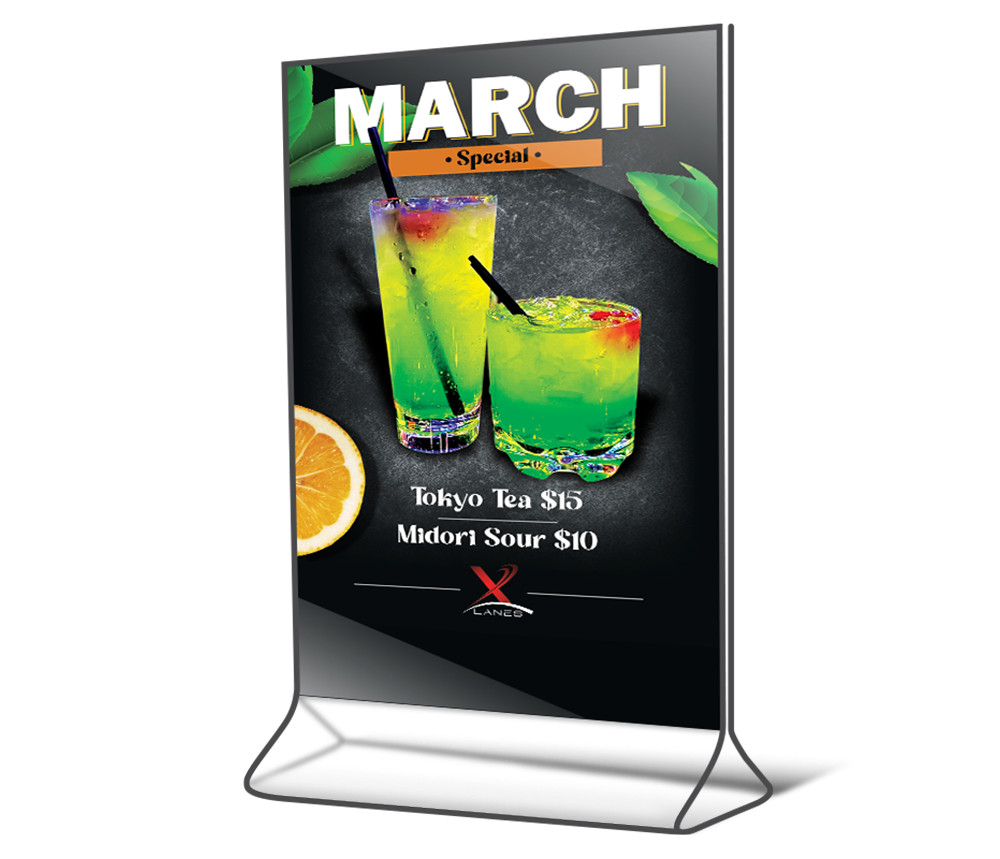 MARCH
• Special •
Tokyo Tea $15
Midori Sour $10
X
LANES